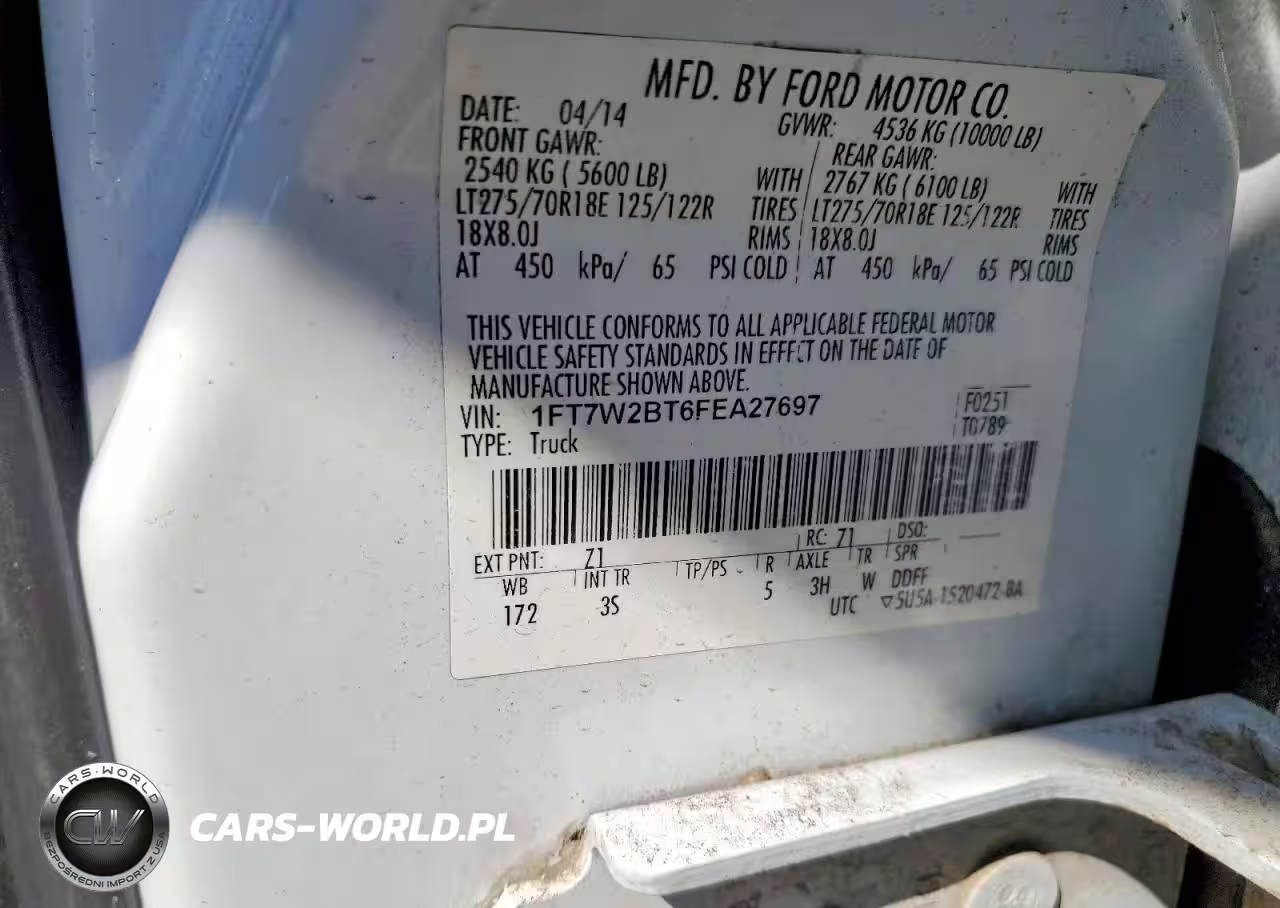 MFD. BY FORD MOTOR CO.
DATE: 04/14
GVWR: 4536 KG (10000 LB)
FRONT GAWR:
REAR GAWR:
2540 KG ( 5600 LB) WITH
2767 KG ( 6100 LB) WITH
LT275/70R18E 125/122R TIRES
LT275/70R18E 125/122R TIRES
18X8.0J RIMS
18X8.0J RIMS
AT 450 kPa/ 65 PSI COLD
AT 450 kPa/ 65 PSI COLD
THIS VEHICLE CONFORMS TO ALL APPLICABLE FEDERAL MOTOR
VEHICLE SAFETY STANDARDS IN EFFECT ON THE DATE OF
MANUFACTURE SHOWN ABOVE.
VIN: 1FT7W2BT6FEA27697
F0251
T0789
TYPE: Truck
EXT PNT: Z1 RC: Z1 DSO:
WB INT TR TP/PS R AXLE TR SPR
172 3S 5 3H W DDFF
UTC ▽5U5A-1520472-BA
CARS-WORLD
CW
BEZPOŚREDNI IMPORT Z USA
CARS-WORLD.PL